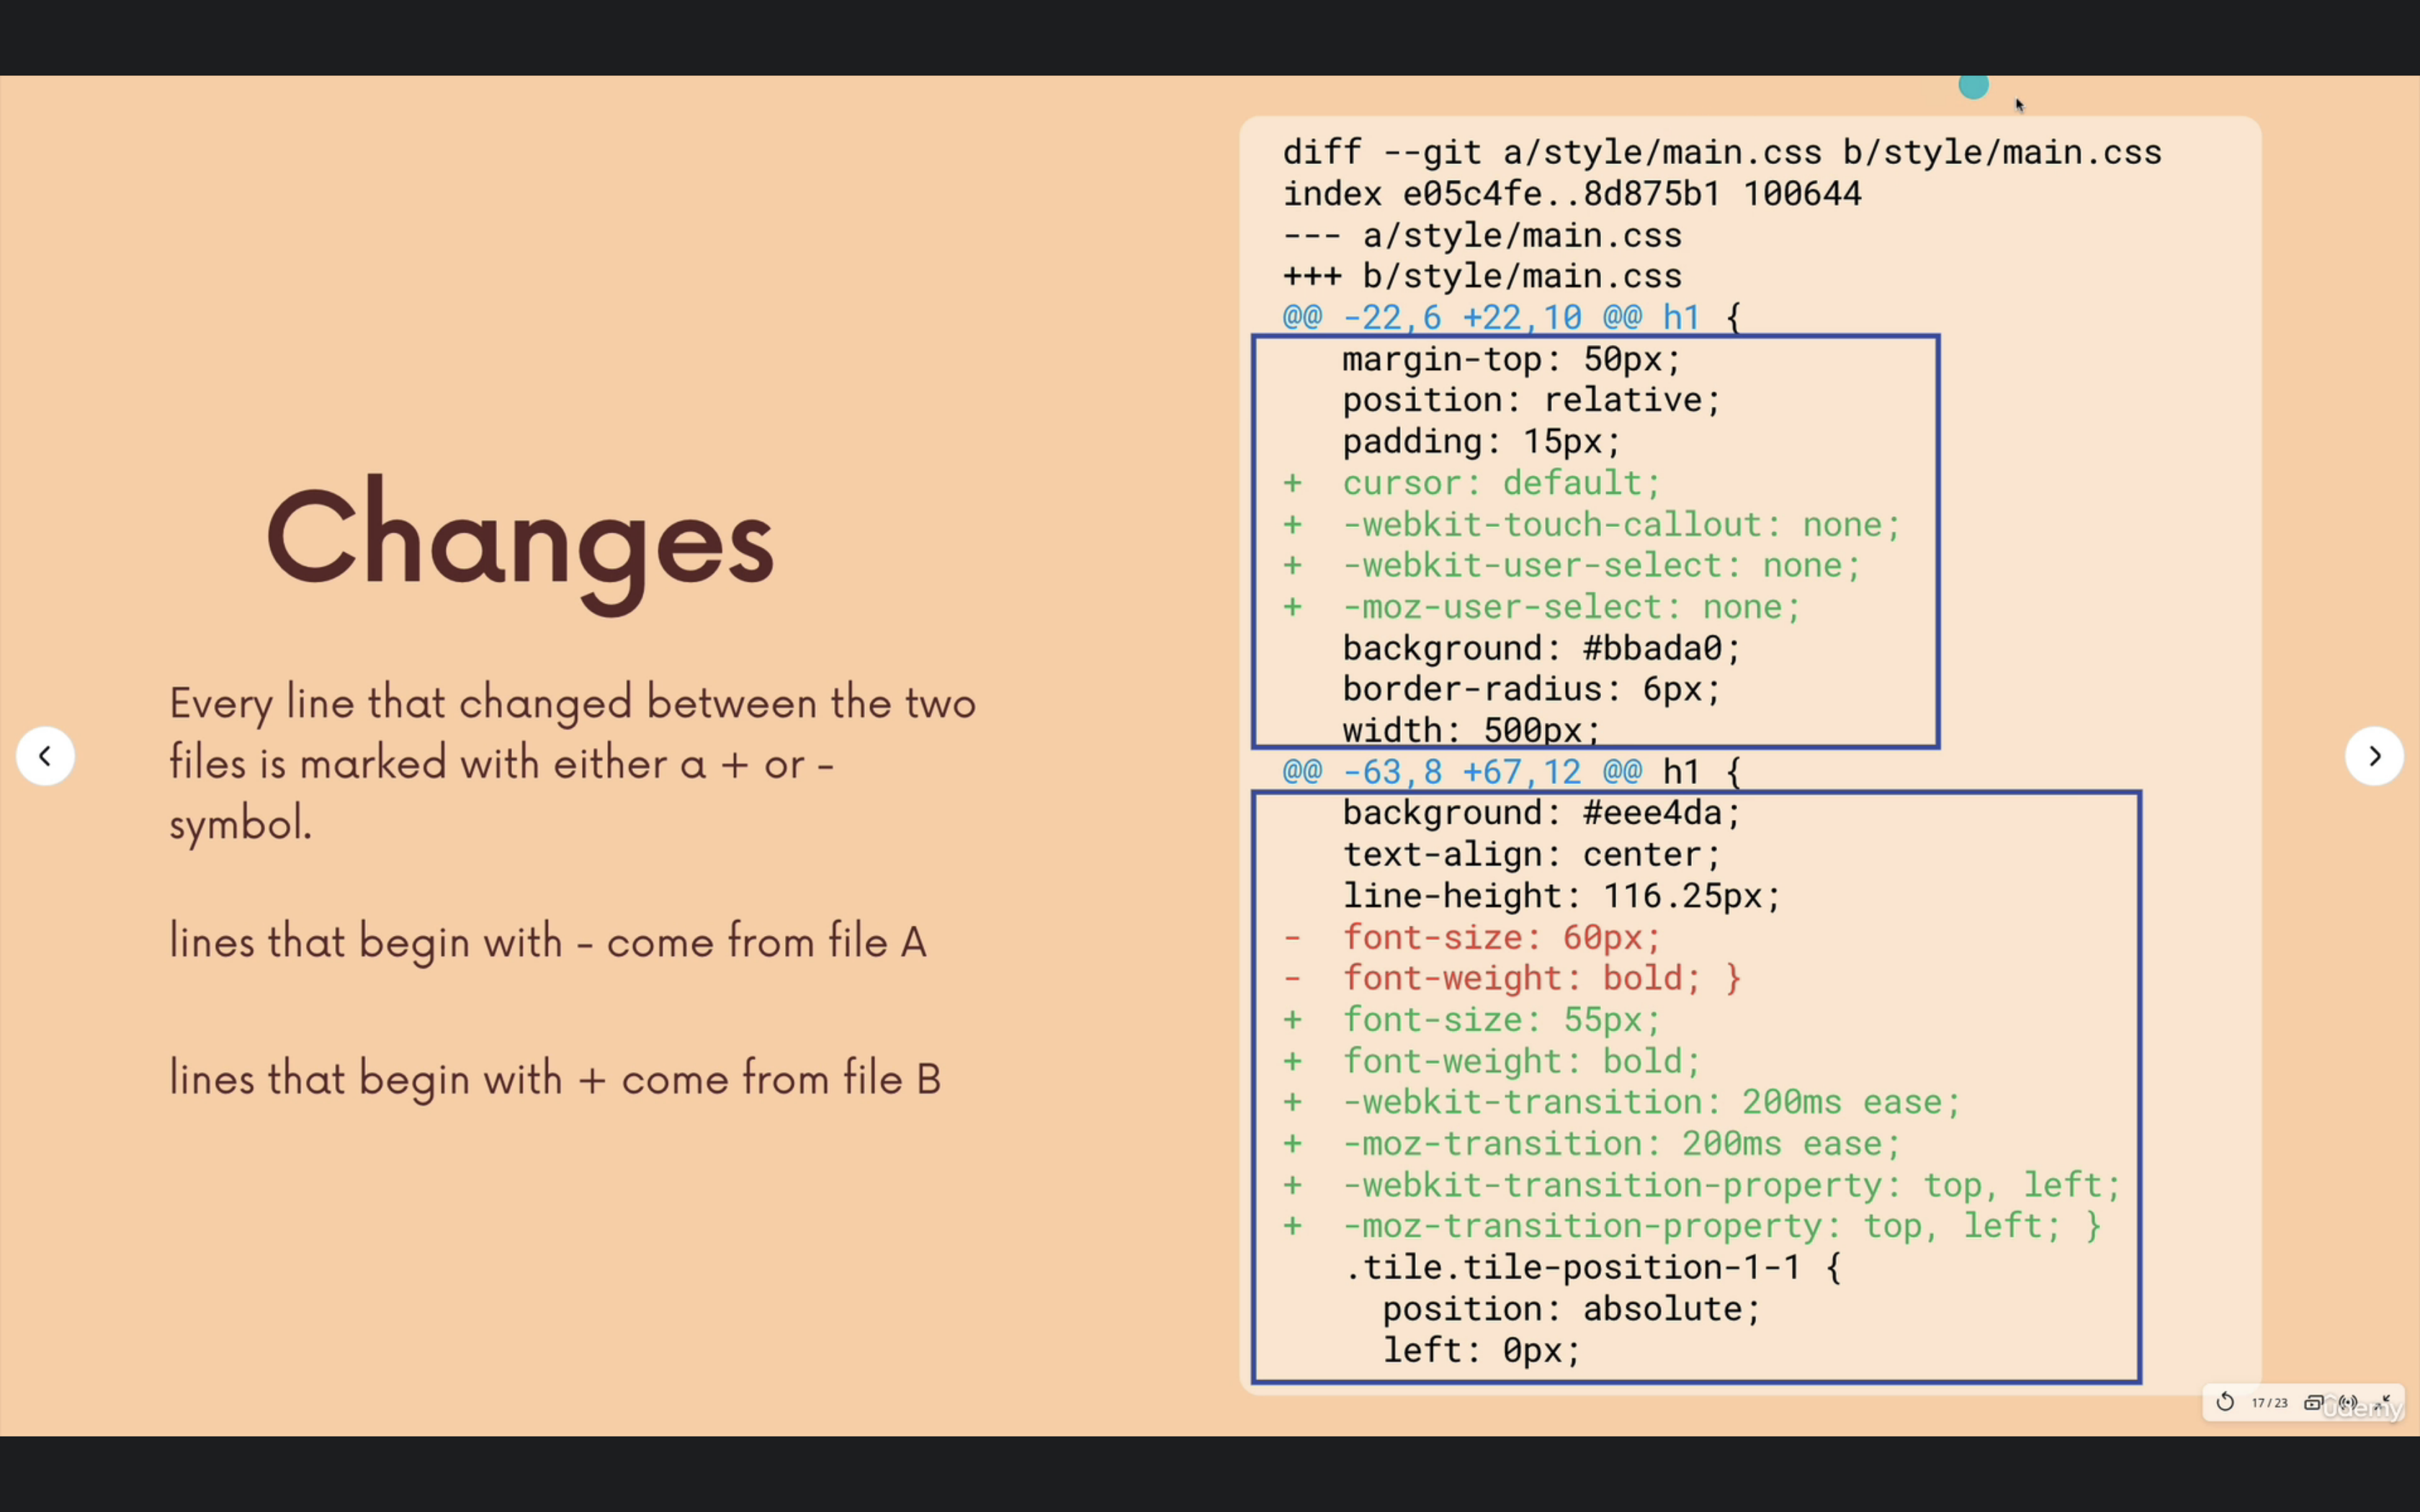 Changes
Every line that changed between the two
files is marked with either a + or -
symbol.
lines that begin with - come from file A
lines that begin with + come from file B
diff --git a/style/main.css b/style/main.css
index e05c4fe..8d875b1 100644
--- a/style/main.css
+++ b/style/main.css
@@ -22,6 +22,10 @@ h1 {
   margin-top: 50px;
   position: relative;
   padding: 15px;
+  cursor: default;
+  -webkit-touch-callout: none;
+  -webkit-user-select: none;
+  -moz-user-select: none;
   background: #bbada0;
   border-radius: 6px;
   width: 500px;
@@ -63,8 +67,12 @@ h1 {
   background: #eee4da;
   text-align: center;
   line-height: 116.25px;
-  font-size: 60px;
-  font-weight: bold; }
+  font-size: 55px;
+  font-weight: bold;
+  -webkit-transition: 200ms ease;
+  -moz-transition: 200ms ease;
+  -webkit-transition-property: top, left;
+  -moz-transition-property: top, left; }
   .tile.tile-position-1-1 {
     position: absolute;
     left: 0px;
17 / 23
ûdemy